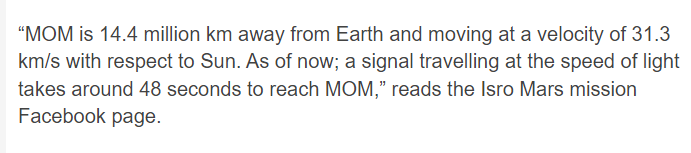 “MOM is 14.4 million km away from Earth and moving at a velocity of 31.3
km/s with respect to Sun. As of now; a signal travelling at the speed of light
takes around 48 seconds to reach MOM,” reads the Isro Mars mission
Facebook page.